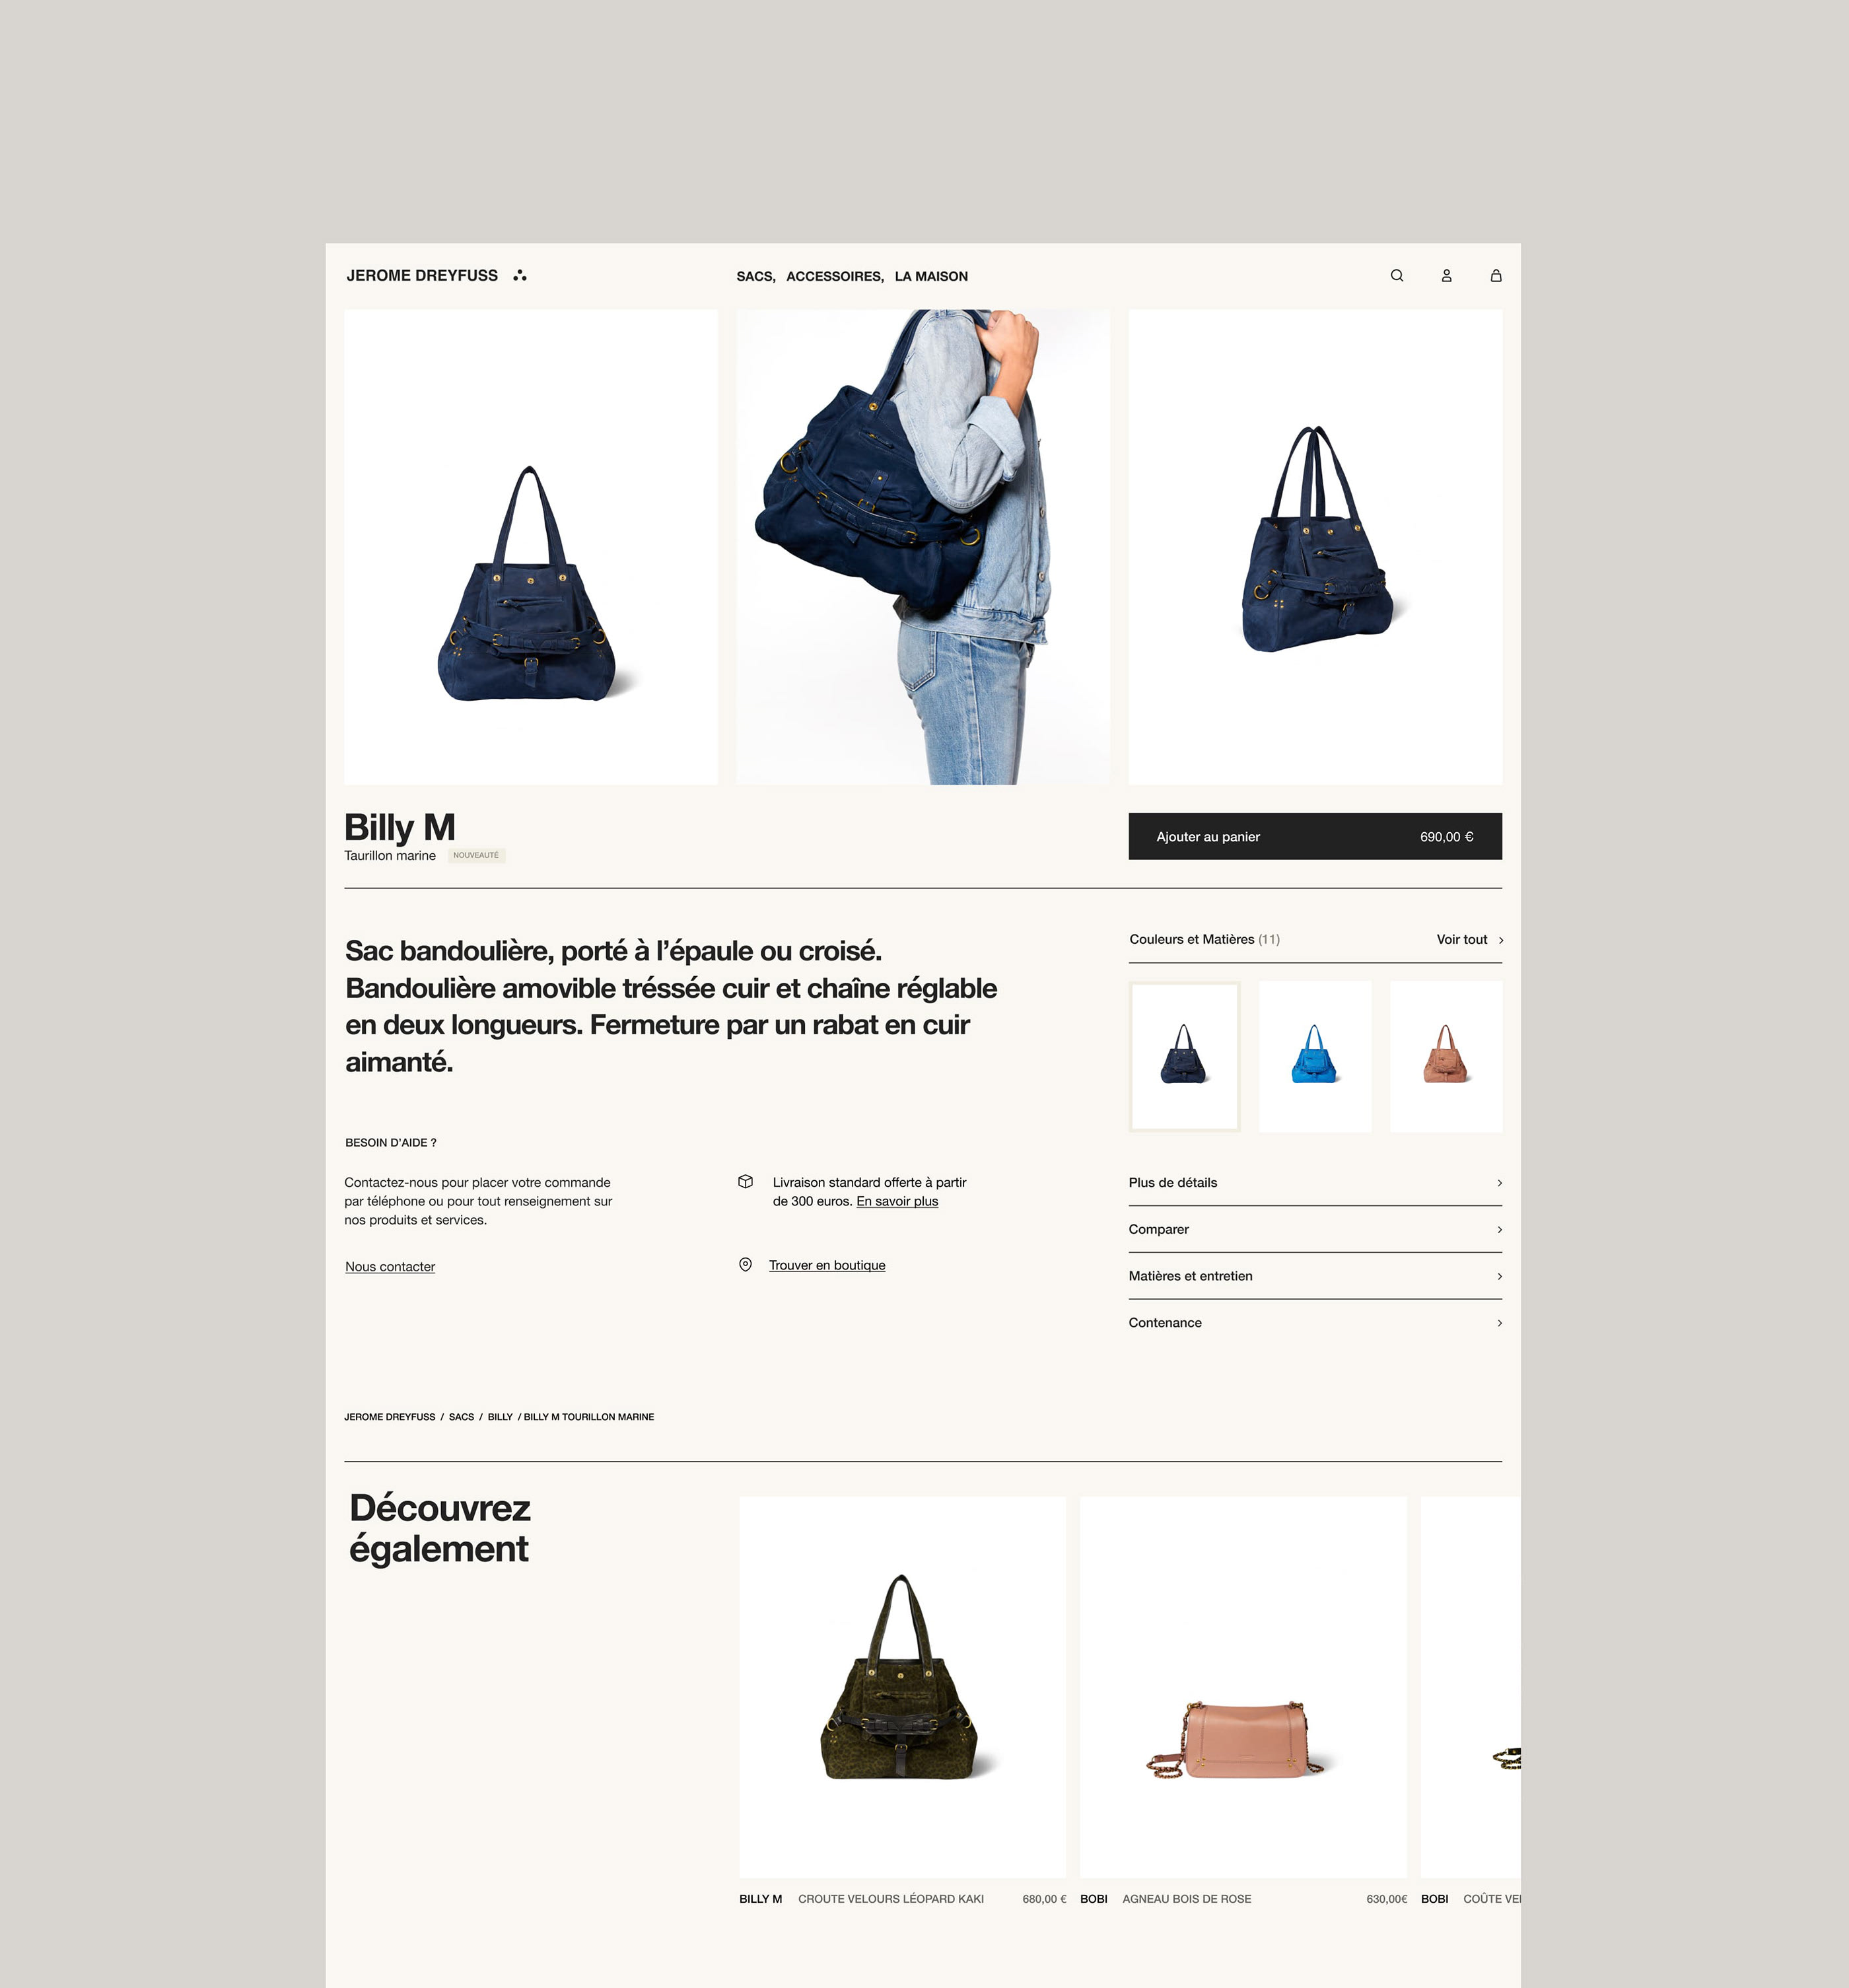 JEROME DREYFUSS
SACS, ACCESSOIRES, LA MAISON
Billy M
Taurillon marine NOUVEAUTÉ
Ajouter au panier 690,00 €
Sac bandoulière, porté à l’épaule ou croisé.
Bandoulière amovible tréssée cuir et chaîne réglable
en deux longueurs. Fermeture par un rabat en cuir
aimanté.
Couleurs et Matières (11) Voir tout
BESOIN D’AIDE ?
Contactez-nous pour placer votre commande
par téléphone ou pour tout renseignement sur
nos produits et services.
Nous contacter
Livraison standard offerte à partir
de 300 euros. En savoir plus
Trouver en boutique
Plus de détails
Comparer
Matières et entretien
Contenance
JEROME DREYFUSS / SACS / BILLY / BILLY M TOURILLON MARINE
Découvrez
également
BILLY M CROUTE VELOURS LÉOPARD KAKI 680,00 €
BOBI AGNEAU BOIS DE ROSE 630,00€
BOBI COÛTE